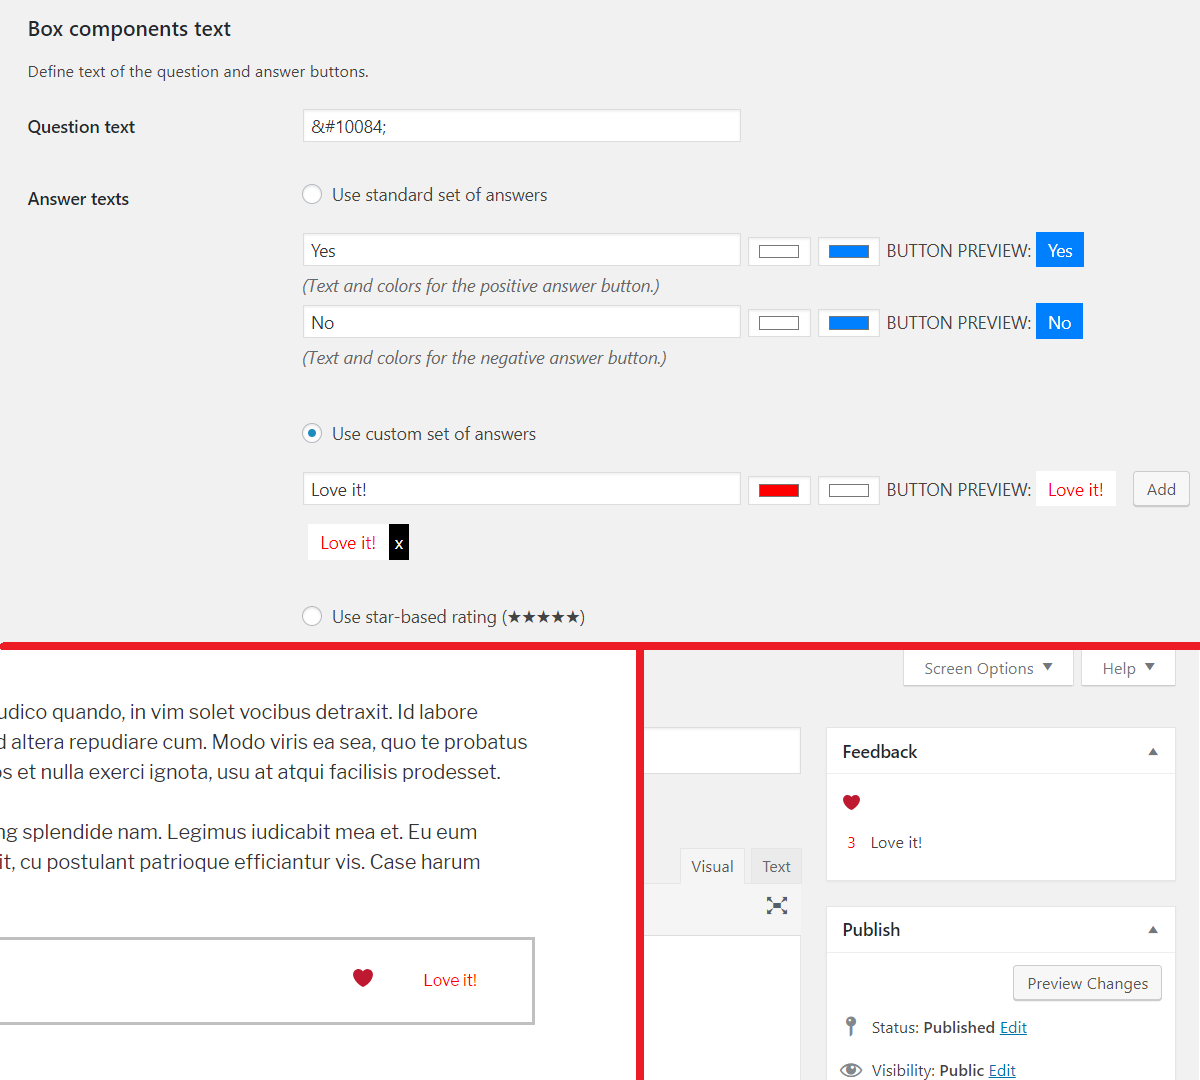 Box components text
Define text of the question and answer buttons.
Question text
&#10084;
Answer texts
Use standard set of answers
Yes
BUTTON PREVIEW: Yes
(Text and colors for the positive answer button.)
No
BUTTON PREVIEW: No
(Text and colors for the negative answer button.)
Use custom set of answers
Love it!
BUTTON PREVIEW: Love it!
Add
Love it! x
Use star-based rating (★★★★★)
udico quando, in vim solet vocibus detraxit. Id labore
d altera repudiare cum. Modo viris ea sea, quo te probatus
os et nulla exerci ignota, usu at atqui facilisis prodesset.
ng splendide nam. Legimus iudicabit mea et. Eu eum
it, cu postulant patrioque efficiantur vis. Case harum
Love it!
Screen Options ▼
Help ▼
Feedback
3 Love it!
Visual
Text
Publish
Preview Changes
Status: Published Edit
Visibility: Public Edit